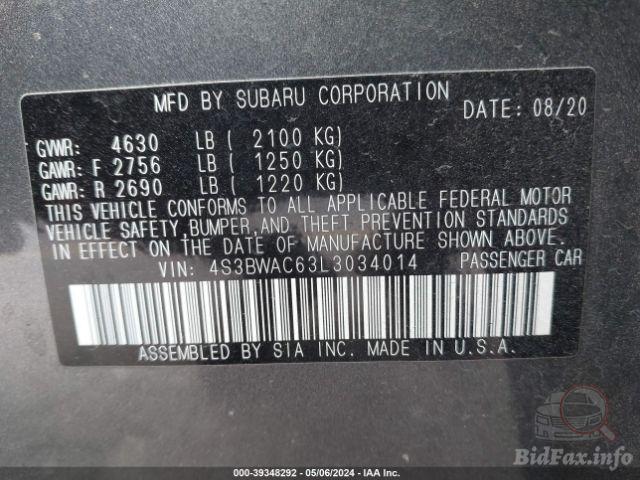 MFD BY SUBARU CORPORATION DATE: 08/20
GVWR: 4630 LB ( 2100 KG)
GAWR: F 2756 LB ( 1250 KG)
GAWR: R 2690 LB ( 1220 KG)
THIS VEHICLE CONFORMS TO ALL APPLICABLE FEDERAL MOTOR
VEHICLE SAFETY, BUMPER, AND THEFT PREVENTION STANDARDS
IN EFFECT ON THE DATE OF MANUFACTURE SHOWN ABOVE.
VIN: 4S3BWAC63L3034014 PASSENGER CAR
ASSEMBLED BY SIA INC. MADE IN U.S.A.
BidFax.info
000-39348292 - 05/06/2024 - IAA Inc.